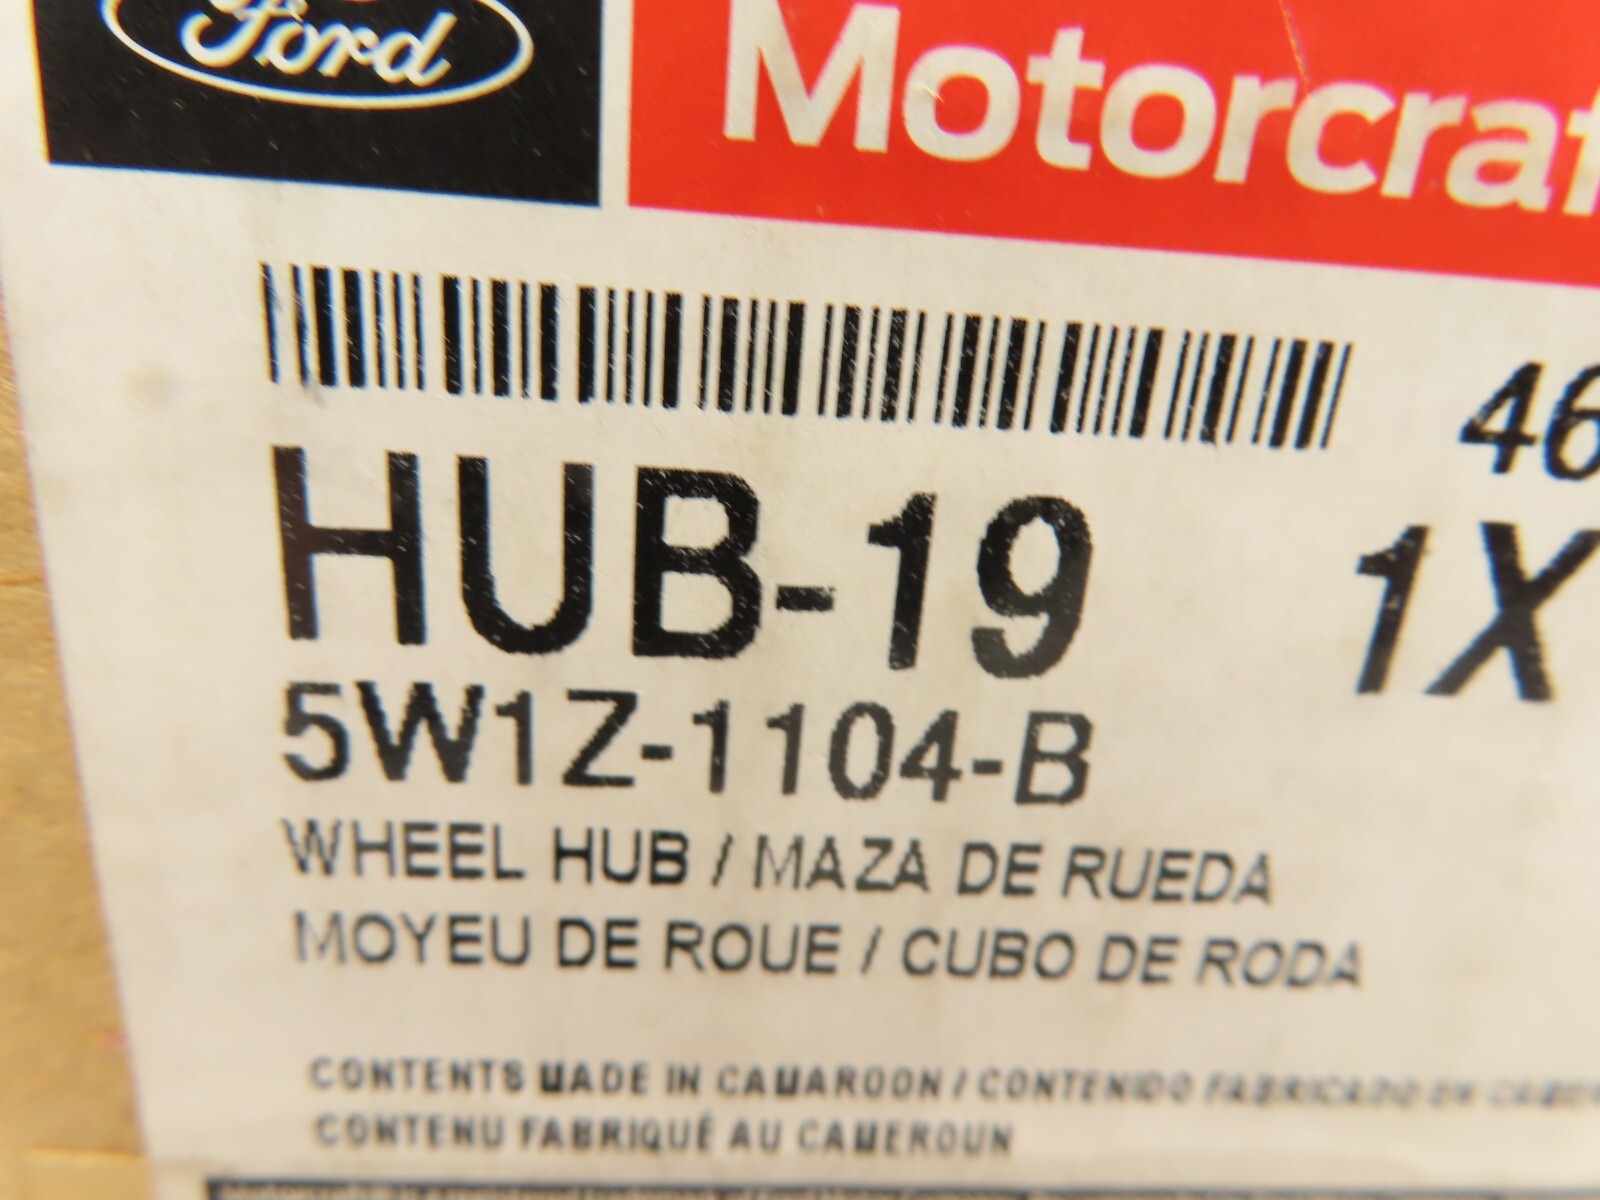 Ford
Motorcraf
46
HUB-19 1X
5W1Z-1104-B
WHEEL HUB / MAZA DE RUEDA
MOYEU DE ROUE / CUBO DE RODA
CONTENTS MADE IN CAMAROON / CONTENIDO FABRICADO EN
CONTENU FABRIQUÉ AU CAMEROUN